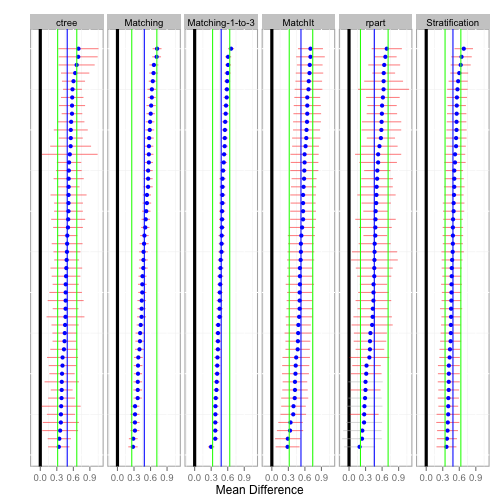 ctree Matching Matching-1-to-3 MatchIt rpart Stratification
0.0 0.3 0.6 0.9 0.0 0.3 0.6 0.9 0.0 0.3 0.6 0.9 0.0 0.3 0.6 0.9 0.0 0.3 0.6 0.9 0.0 0.3 0.6 0.9
Mean Difference